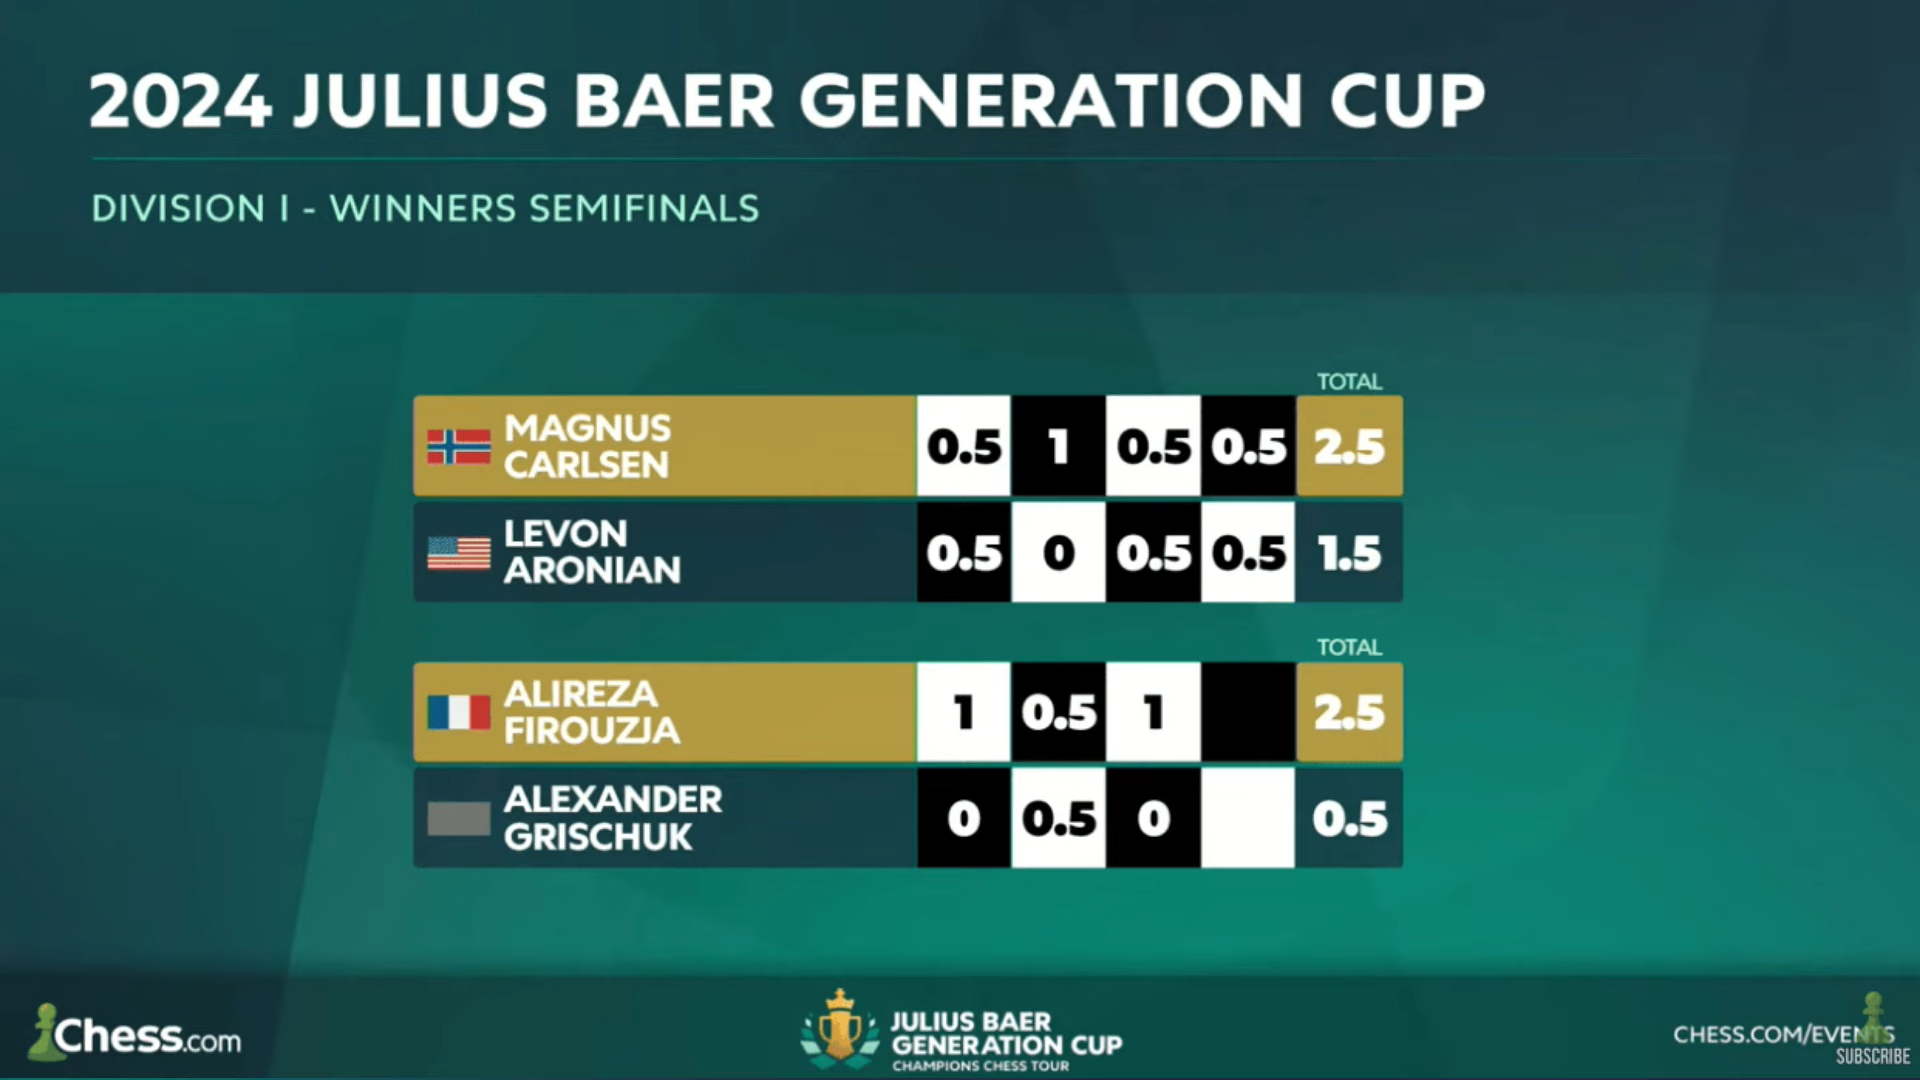 2024 JULIUS BAER GENERATION CUP
DIVISION I - WINNERS SEMIFINALS
TOTAL
MAGNUS
CARLSEN
0.5 1 0.5 0.5 2.5
LEVON
ARONIAN
0.5 0 0.5 0.5 1.5
TOTAL
ALIREZA
FIROUZJA
1 0.5 1 2.5
ALEXANDER
GRISCHUK
0 0.5 0 0.5
Chess.com
JULIUS BAER
GENERATION CUP
CHAMPIONS CHESS TOUR
CHESS.COM/EVENTS
SUBSCRIBE